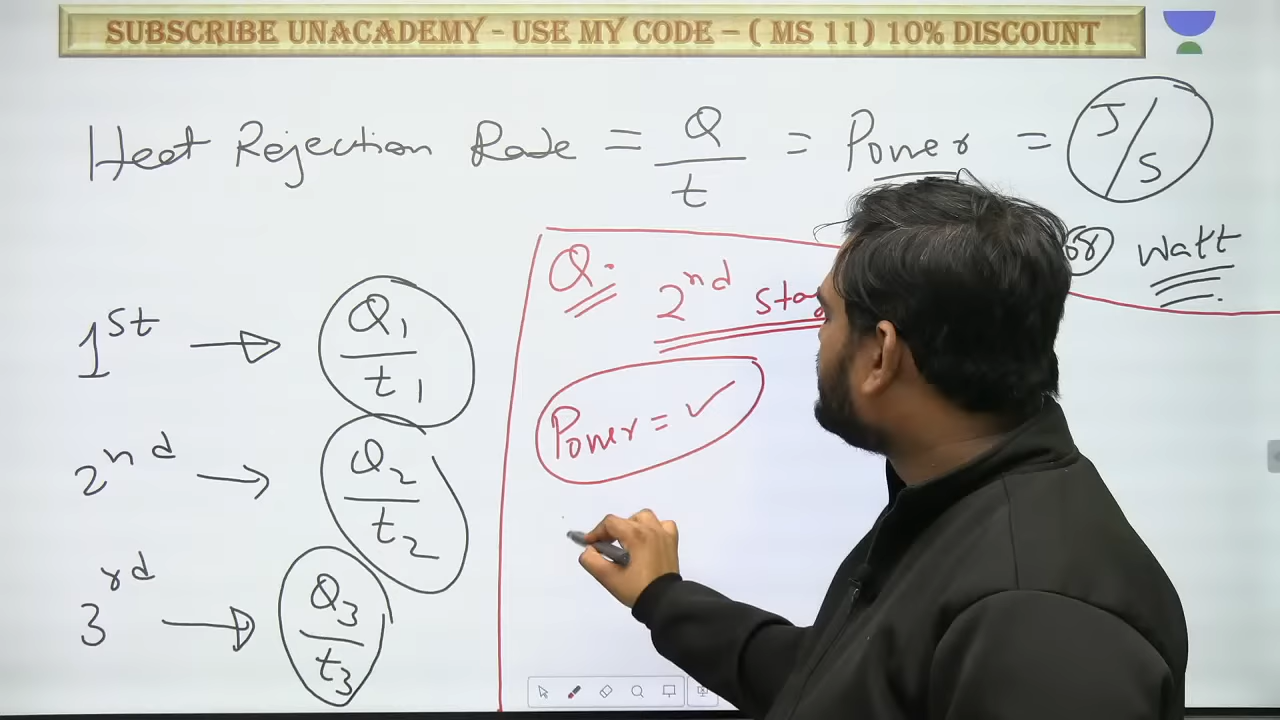 SUBSCRIBE UNACADEMY - USE MY CODE – ( MS 11) 10% DISCOUNT
Heat Rejection Rate = Q/t = Power = J/S
Watt
1st → Q1/t1
2nd → Q2/t2
3rd → Q3/t3
Q. 2nd
Power = ✓